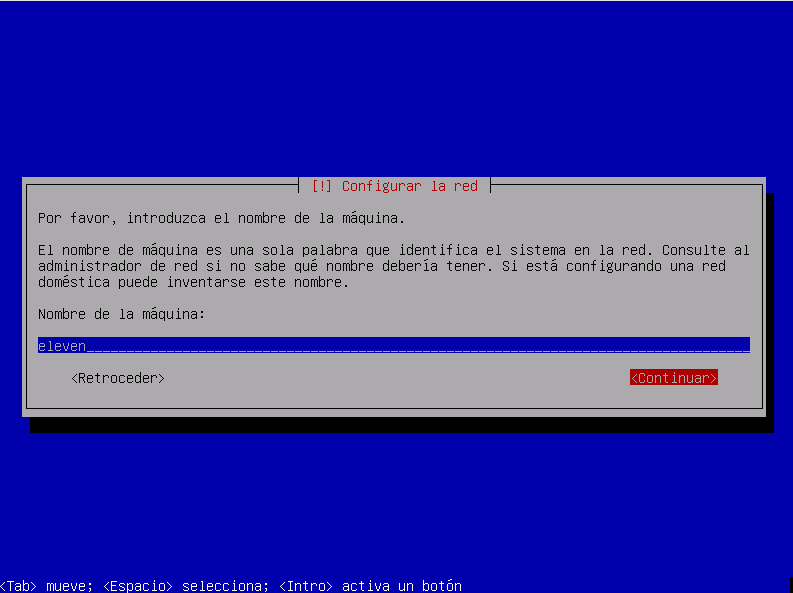 [!] Configurar la red
Por favor, introduzca el nombre de la máquina.
El nombre de máquina es una sola palabra que identifica el sistema en la red. Consulte al
administrador de red si no sabe qué nombre debería tener. Si está configurando una red
doméstica puede inventarse este nombre.
Nombre de la máquina:
eleven
<Retroceder> <Continuar>
<Tab> mueve; <Espacio> selecciona; <Intro> activa un botón